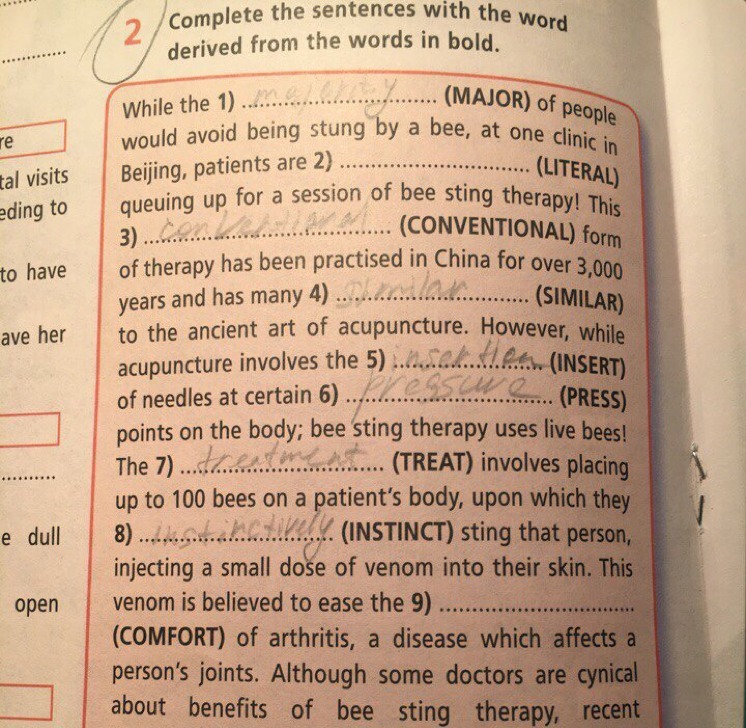 2
Complete the sentences with the word
derived from the words in bold.
re
tal visits
eding to
to have
ave her
e dull
open
While the 1) majority (MAJOR) of people
would avoid being stung by a bee, at one clinic in
Beijing, patients are 2) .............................. (LITERAL)
queuing up for a session of bee sting therapy! This
3) conventional (CONVENTIONAL) form
of therapy has been practised in China for over 3,000
years and has many 4) similar (SIMILAR)
to the ancient art of acupuncture. However, while
acupuncture involves the 5) insertion (INSERT)
of needles at certain 6) pressure (PRESS)
points on the body; bee sting therapy uses live bees!
The 7) treatment (TREAT) involves placing
up to 100 bees on a patient's body, upon which they
8) instinctively (INSTINCT) sting that person,
injecting a small dose of venom into their skin. This
venom is believed to ease the 9) ..............................
(COMFORT) of arthritis, a disease which affects a
person's joints. Although some doctors are cynical
about benefits of bee sting therapy, recent